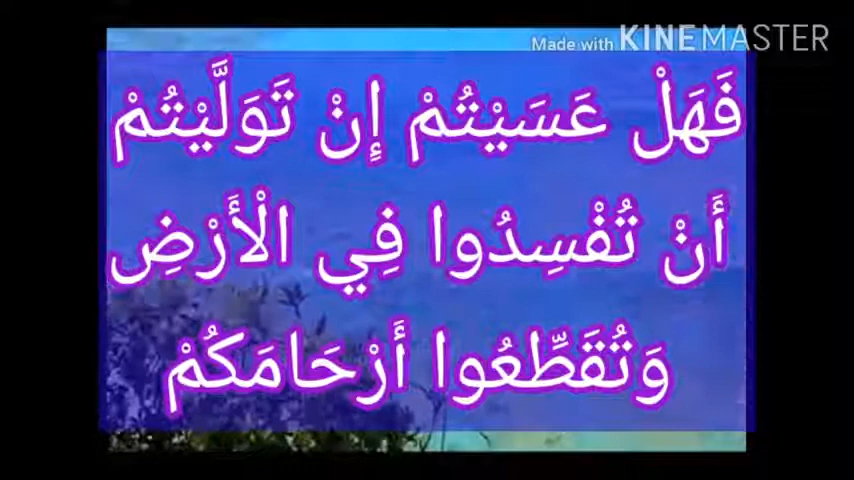 Made with KINEMASTER
فَهَلْ عَسَيْتُمْ إِنْ تَوَلَّيْتُمْ
أَنْ تُفْسِدُوا فِي الْأَرْضِ
وَتُقَطِّعُوا أَرْحَامَكُمْ